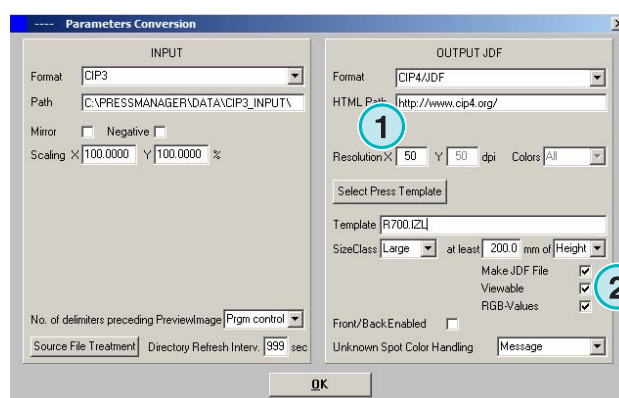 ---- Parameters Conversion
INPUT
Format CIP3
Path C:\PRESSMANAGER\DATA\CIP3_INPUT\
Mirror Negative
Scaling X 100.0000 Y 100.0000 %
No. of delimiters preceding PreviewImage Prgm control
Source File Treatment Directory Refresh Interv. 999 sec
OUTPUT JDF
Format CIP4/JDF
HTML Path http://www.cip4.org/
1
Resolution X 50 Y 50 dpi Colors All
Select Press Template
Template R700.IZL
SizeClass Large at least 200.0 mm of Height
Make JDF File
Viewable
2
RGB-Values
Front/Back Enabled
Unknown Spot Color Handling Message
OK